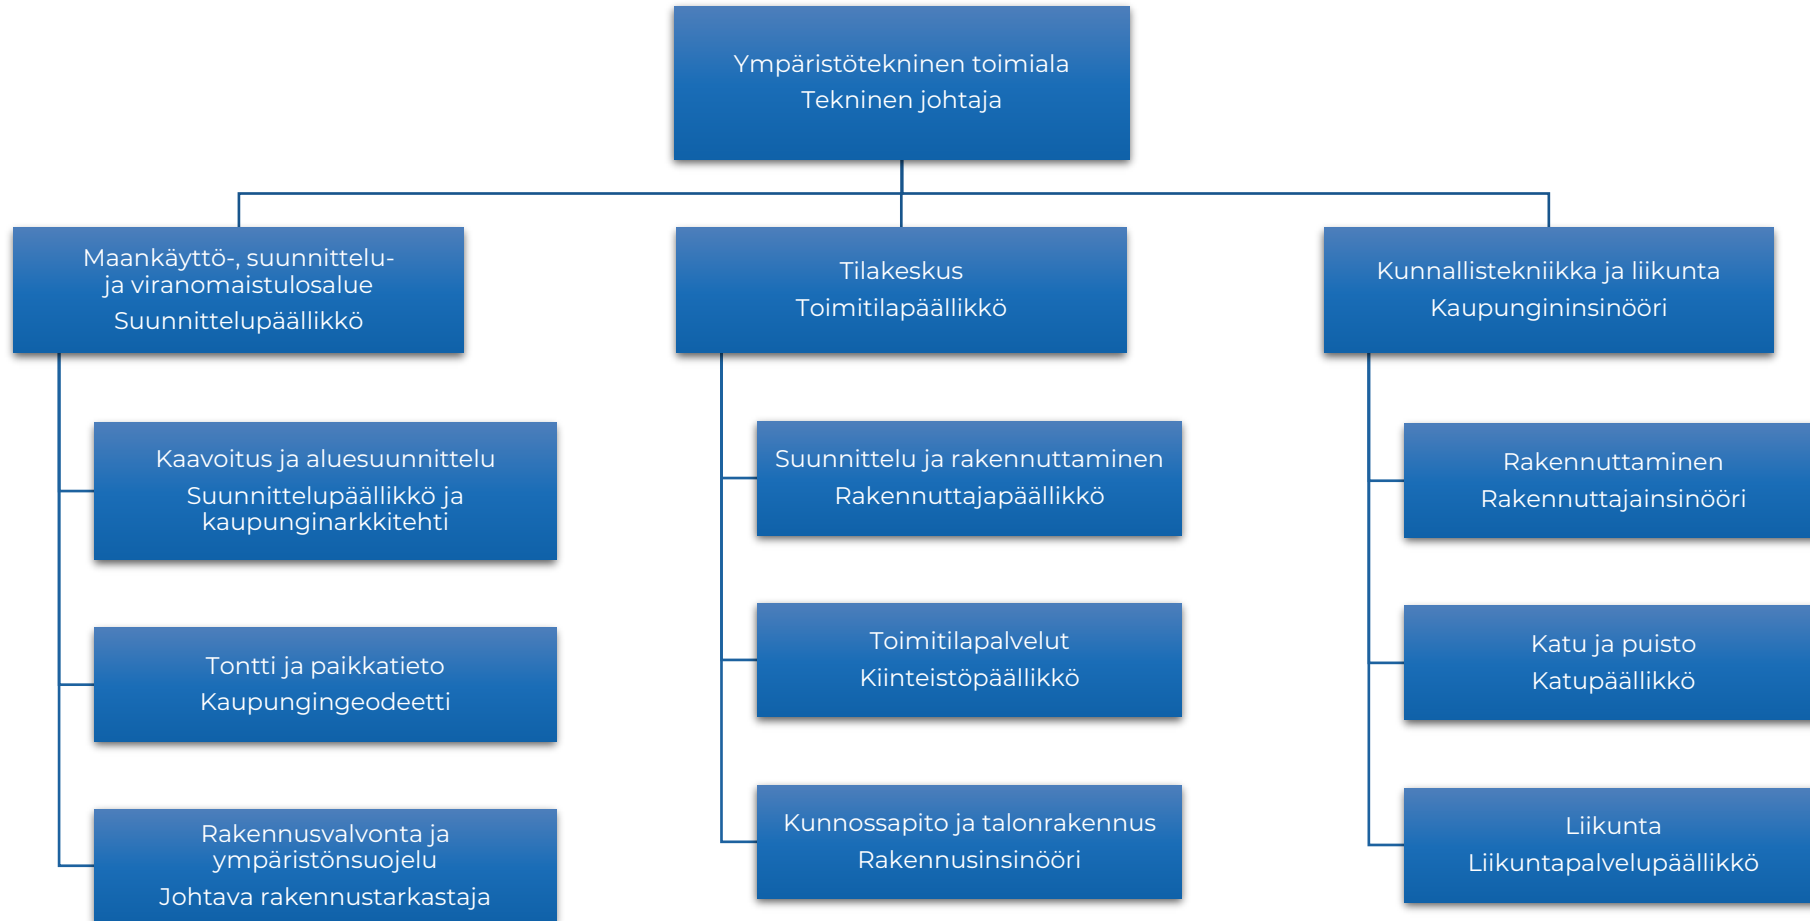 Ympäristötekninen toimiala
Tekninen johtaja
Maankäyttö-, suunnittelu-
ja viranomaistulosalue
Suunnittelupäällikkö
Kaavoitus ja aluesuunnittelu
Suunnittelupäällikkö ja
kaupunginarkkitehti
Tontti ja paikkatieto
Kaupungingeodeetti
Rakennusvalvonta ja
ympäristönsuojelu
Johtava rakennustarkastaja
Tilakeskus
Toimitilapäällikkö
Suunnittelu ja rakennuttaminen
Rakennuttajapäällikkö
Toimitilapalvelut
Kiinteistöpäällikkö
Kunnossapito ja talonrakennus
Rakennusinsinööri
Kunnallistekniikka ja liikunta
Kaupungininsinööri
Rakennuttaminen
Rakennuttajainsinööri
Katu ja puisto
Katupäällikkö
Liikunta
Liikuntapalvelupäällikkö